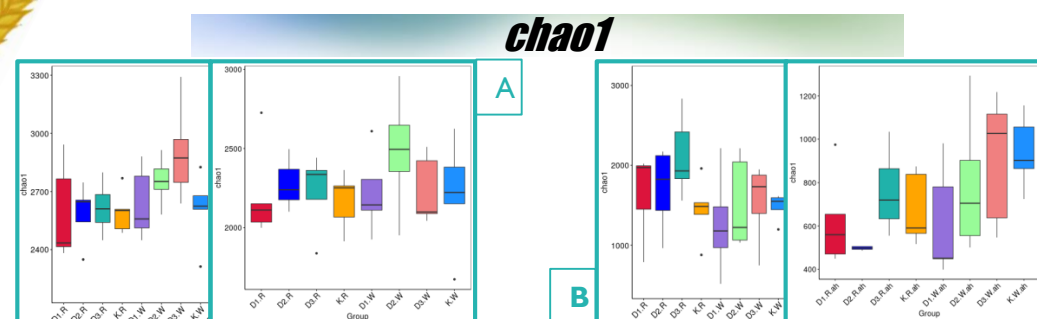 chao1
A
3300
3000
2700
2400
chao1
D1.R D2.R D3.R K.R D1.W D2.W D3.W K.W
3000
2500
2000
chao1
D1.R D2.R D3.R K.R D1.W D2.W D3.W K.W
Group
B
3000
2000
1000
chao1
D1.R D2.R D3.R K.R D1.W D2.W D3.W K.W
1200
1000
800
600
400
chao1
D1.R.ah D2.R.ah D3.R.ah K.R.ah D1.W.ah D2.W.ah D3.W.ah K.W.ah
Group